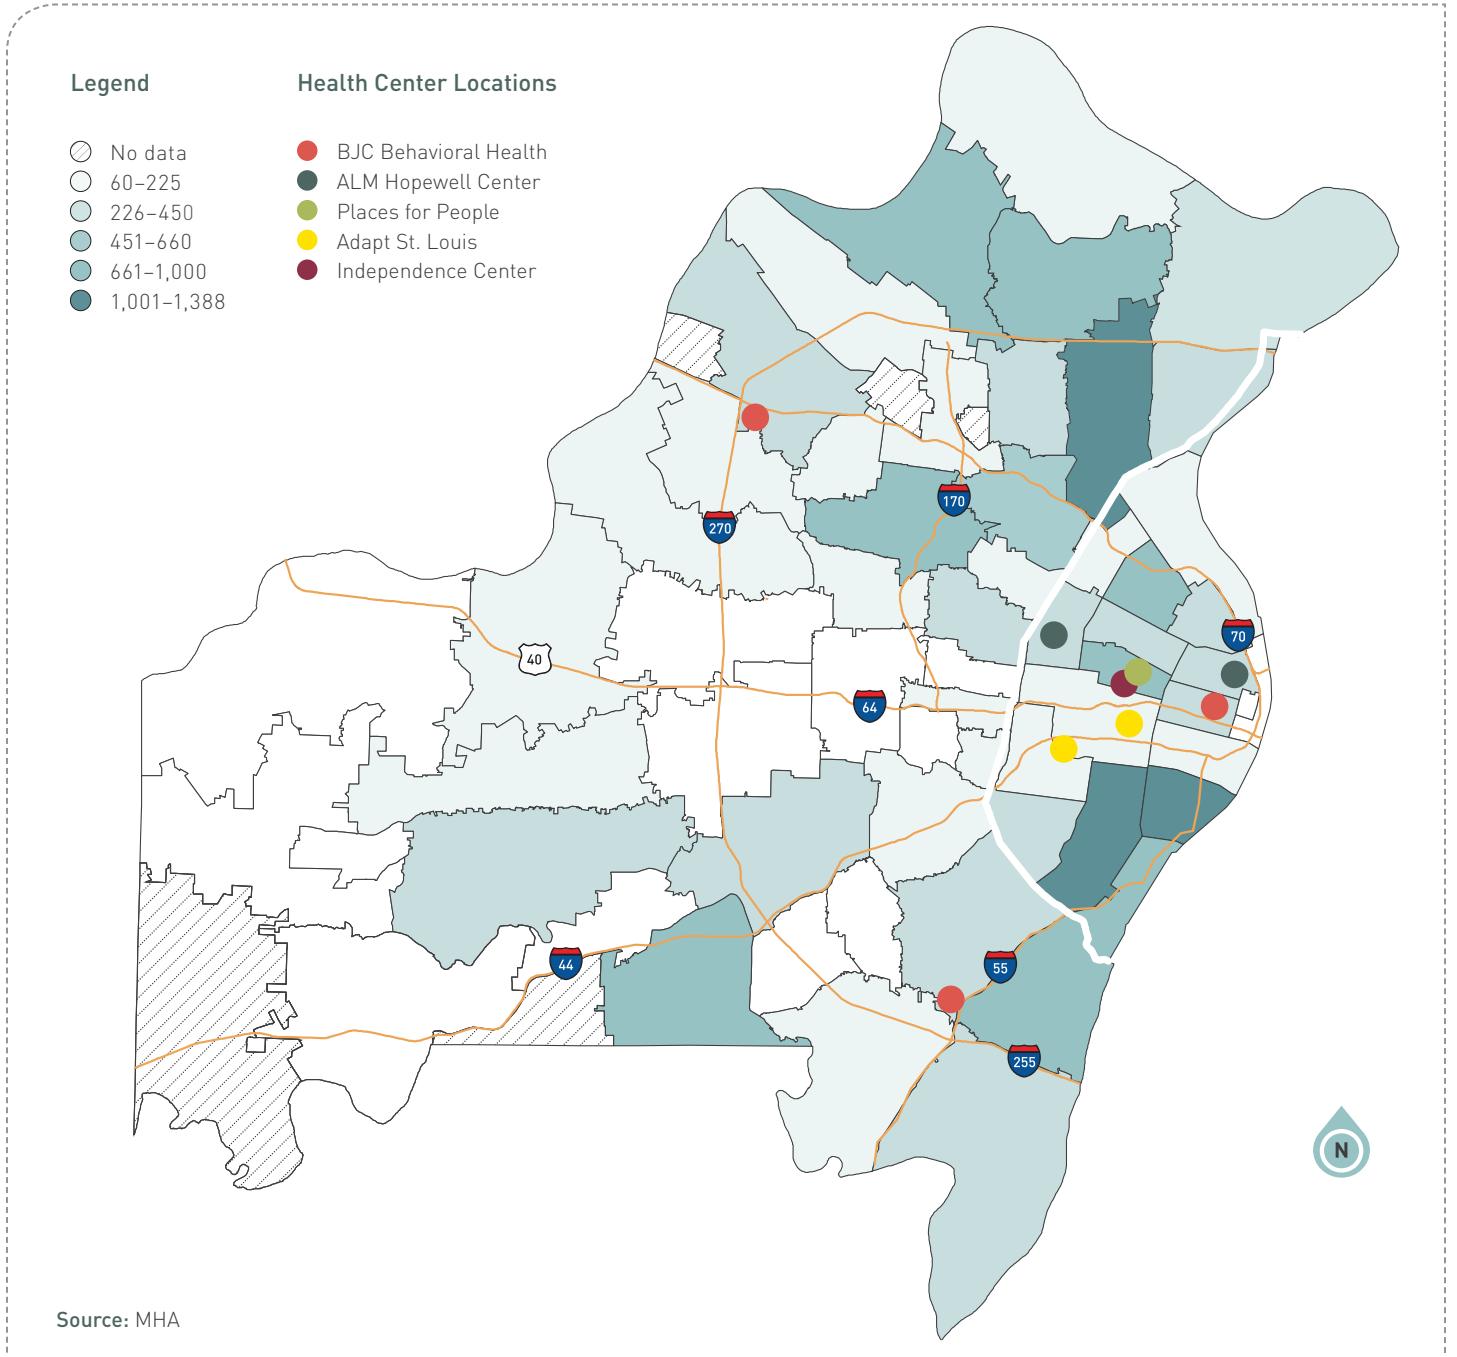 Legend
No data
60–225
226–450
451–660
661–1,000
1,001–1,388
Health Center Locations
BJC Behavioral Health
ALM Hopewell Center
Places for People
Adapt St. Louis
Independence Center
170
270
70
40
64
44
55
255
N
Source: MHA